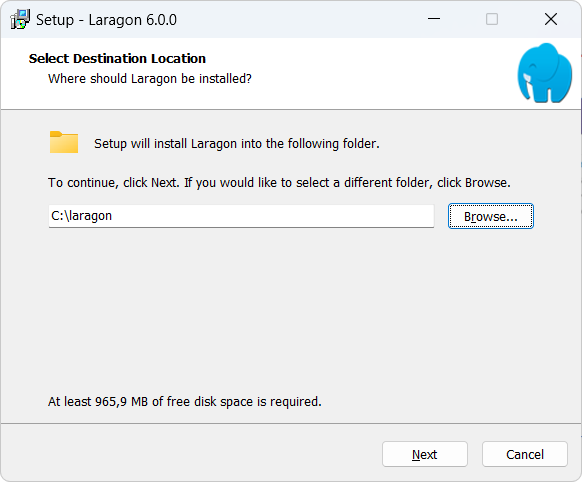 Setup - Laragon 6.0.0
Select Destination Location
Where should Laragon be installed?
Setup will install Laragon into the following folder.
To continue, click Next. If you would like to select a different folder, click Browse.
C:\laragon
Browse...
At least 965,9 MB of free disk space is required.
Next
Cancel